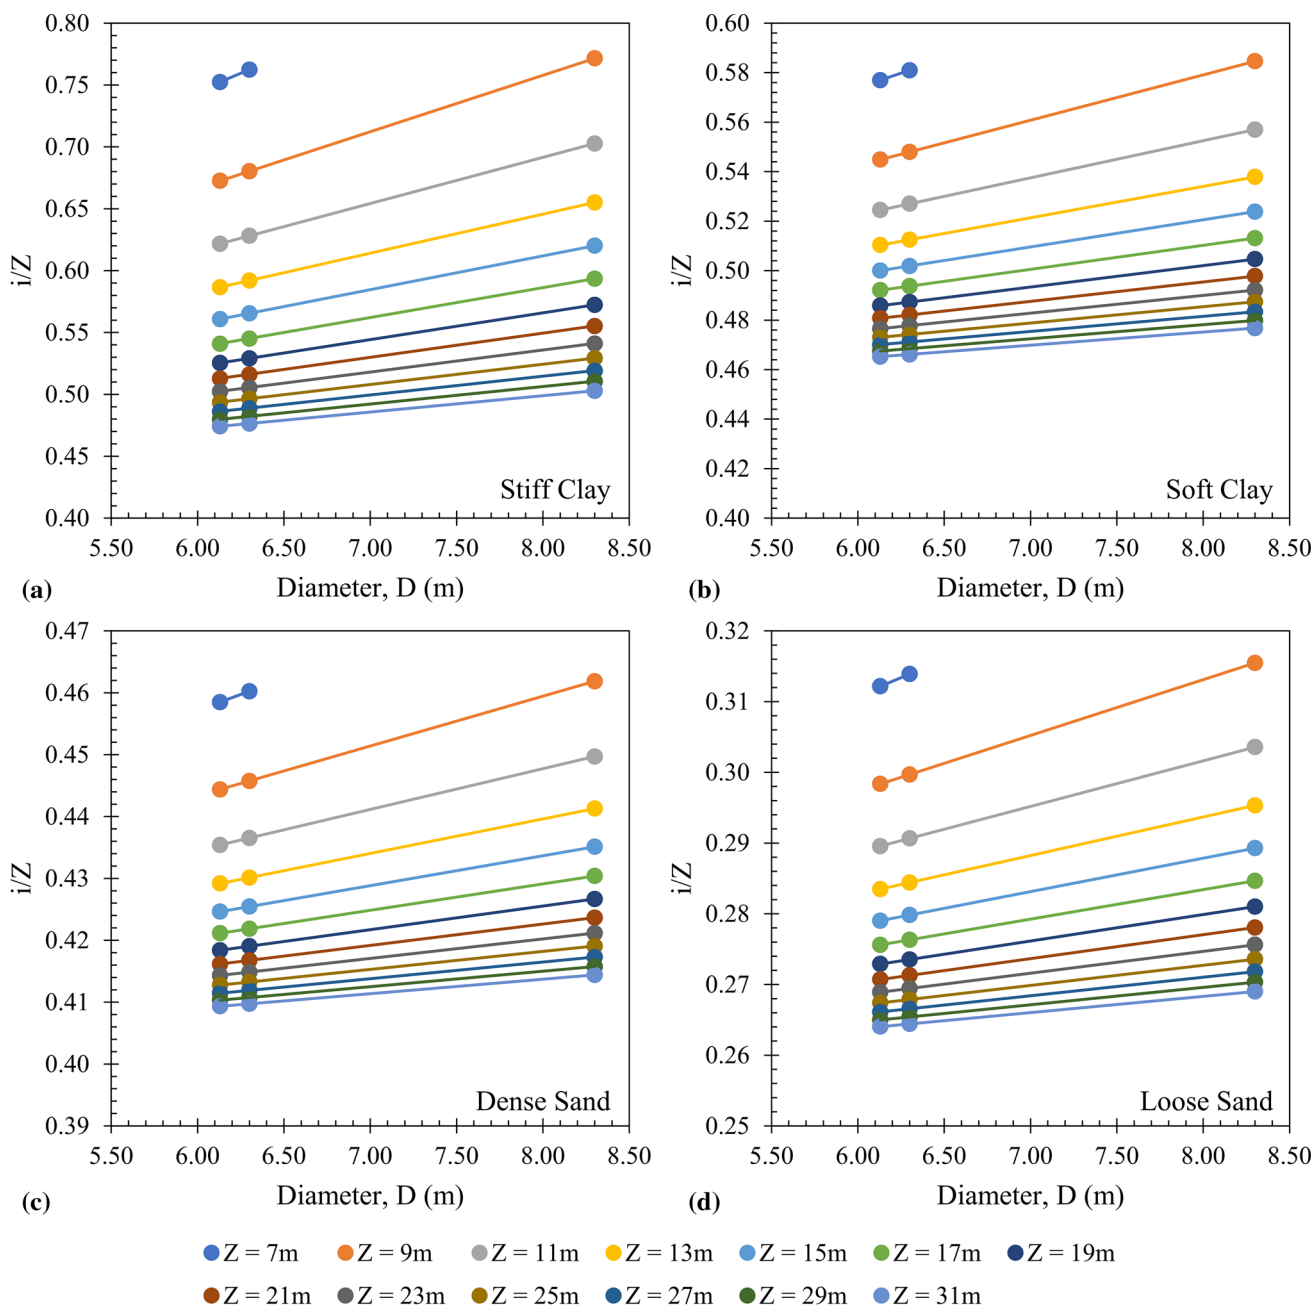 0.80
0.75
0.70
0.65
0.60
0.55
0.50
0.45
0.40
i/Z
Stiff Clay
5.50 6.00 6.50 7.00 7.50 8.00 8.50
(a) Diameter, D (m)
0.60
0.58
0.56
0.54
0.52
0.50
0.48
0.46
0.44
0.42
0.40
i/Z
Soft Clay
5.50 6.00 6.50 7.00 7.50 8.00 8.50
(b) Diameter, D (m)
0.47
0.46
0.45
0.44
0.43
0.42
0.41
0.40
0.39
i/Z
Dense Sand
5.50 6.00 6.50 7.00 7.50 8.00 8.50
(c) Diameter, D (m)
0.32
0.31
0.30
0.29
0.28
0.27
0.26
0.25
i/Z
Loose Sand
5.50 6.00 6.50 7.00 7.50 8.00 8.50
(d) Diameter, D (m)
Z = 7m Z = 9m Z = 11m Z = 13m Z = 15m Z = 17m Z = 19m
Z = 21m Z = 23m Z = 25m Z = 27m Z = 29m Z = 31m